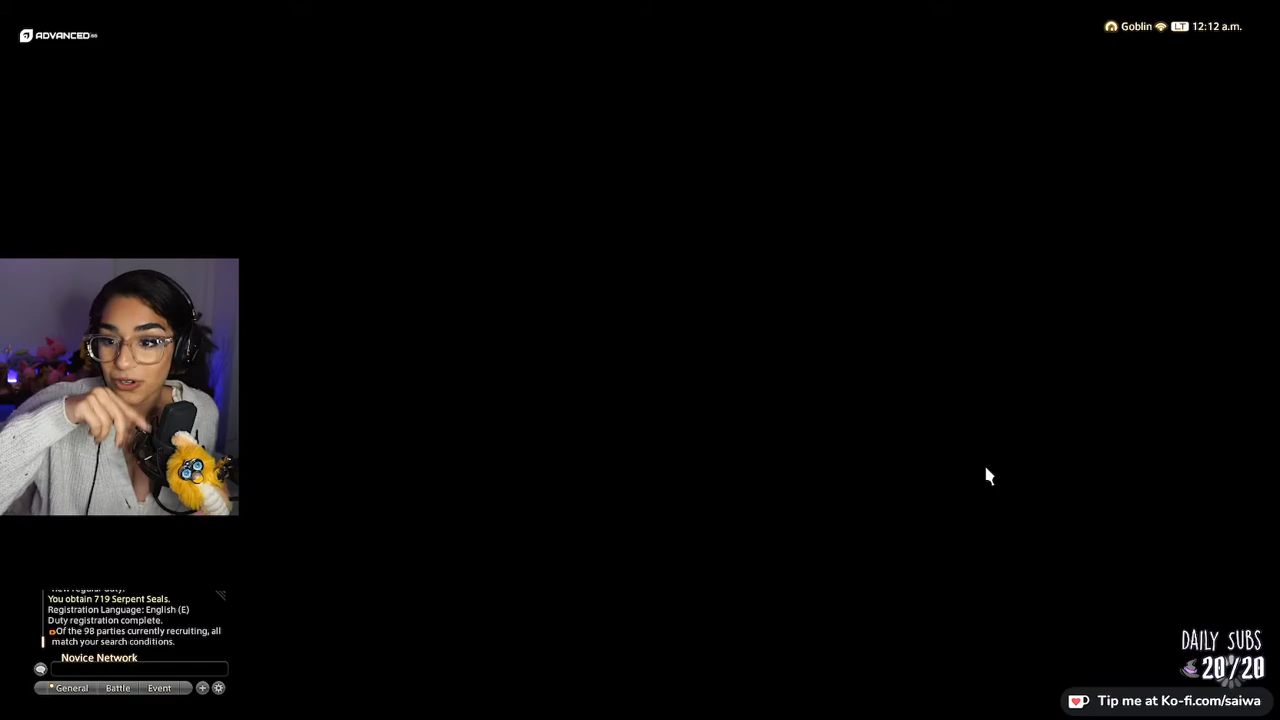 ADVANCED.GG
Goblin LT 12:12 a.m.
You obtain 719 Serpent Seals.
Registration Language: English (E)
Duty registration complete.
Of the 98 parties currently recruiting, all
match your search conditions.
Novice Network
General Battle Event
DAILY SUBS
20/20
Tip me at Ko-fi.com/saiwa